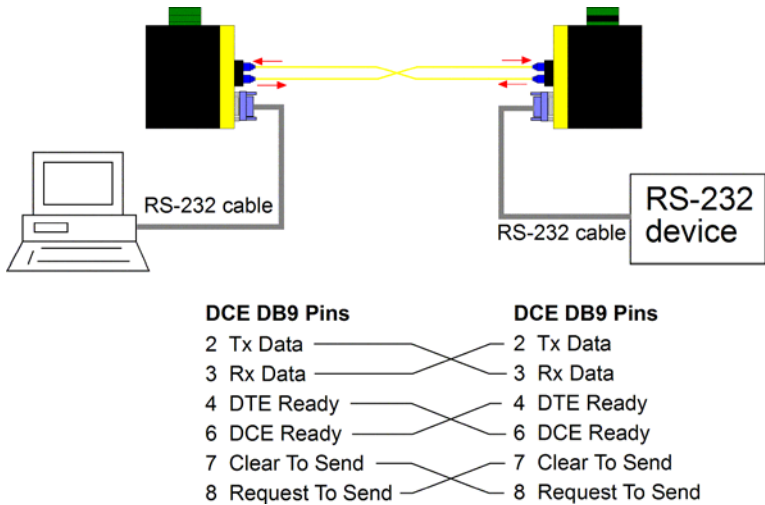 RS-232 cable
RS-232 cable
RS-232
device
DCE DB9 Pins DCE DB9 Pins
2 Tx Data 2 Tx Data
3 Rx Data 3 Rx Data
4 DTE Ready 4 DTE Ready
6 DCE Ready 6 DCE Ready
7 Clear To Send 7 Clear To Send
8 Request To Send 8 Request To Send